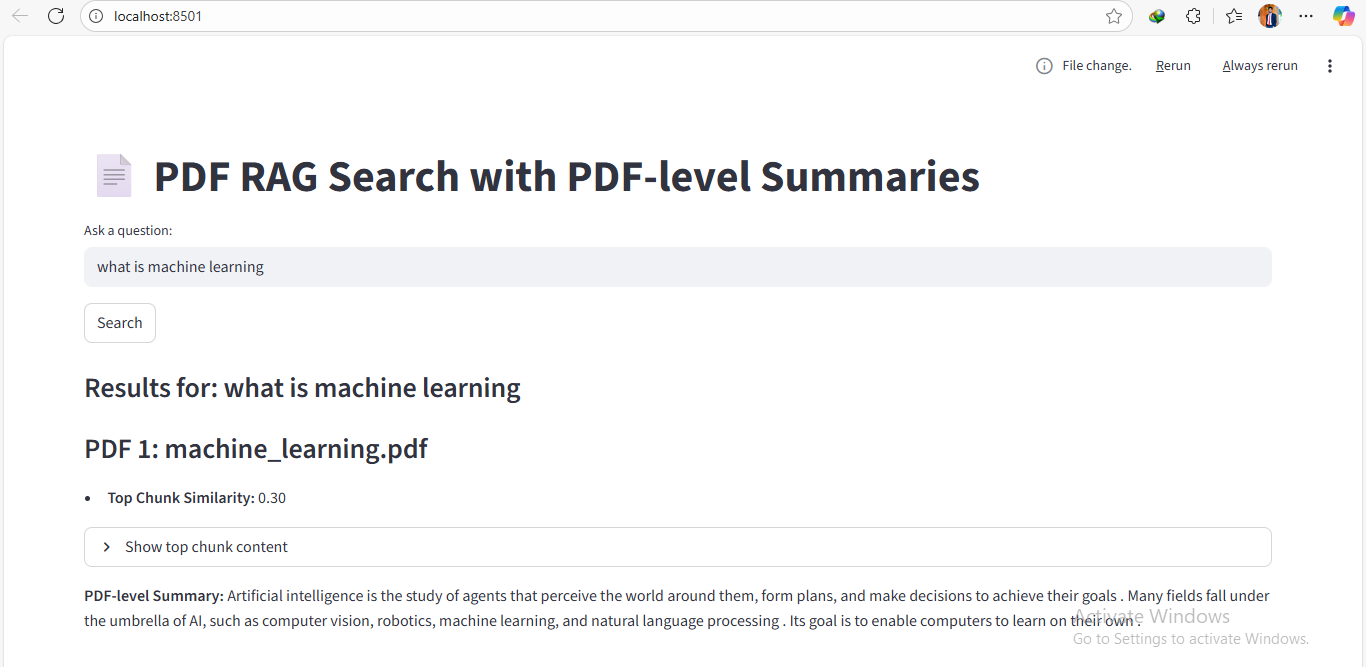 localhost:8501
File change. Rerun Always rerun
PDF RAG Search with PDF-level Summaries
Ask a question:
what is machine learning
Search
Results for: what is machine learning
PDF 1: machine_learning.pdf
Top Chunk Similarity: 0.30
Show top chunk content
PDF-level Summary: Artificial intelligence is the study of agents that perceive the world around them, form plans, and make decisions to achieve their goals . Many fields fall under
the umbrella of AI, such as computer vision, robotics, machine learning, and natural language processing . Its goal is to enable computers to learn on their own .
Activate Windows
Go to Settings to activate Windows.